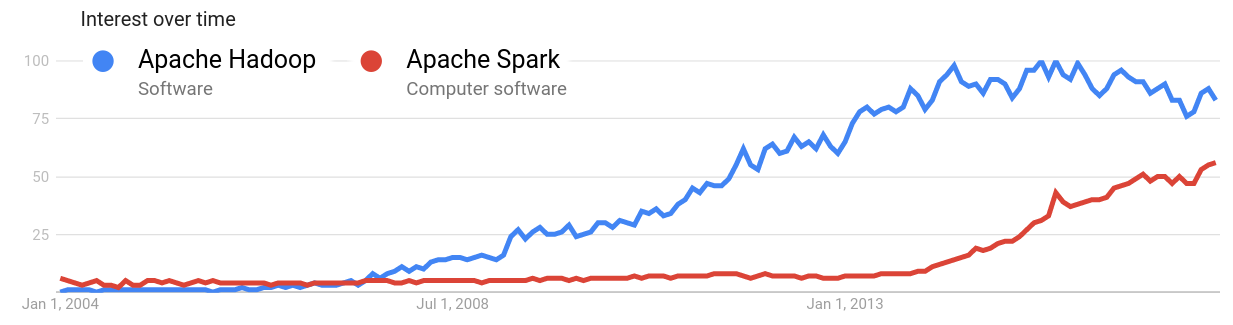 Interest over time
100
Apache Hadoop
Apache Spark
Software
Computer software
75
50
25
Jan 1, 2004
Jul 1, 2008
Jan 1, 2013